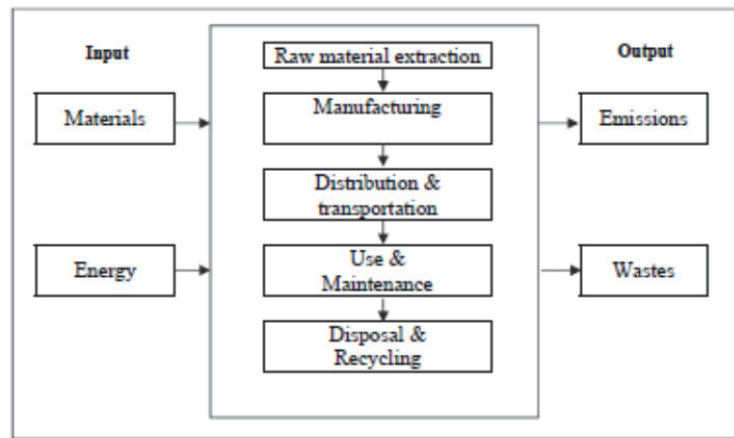 Input
Raw material extraction
Output
Materials
Manufacturing
Emissions
Distribution &
transportation
Energy
Use &
Maintenance
Wastes
Disposal &
Recycling